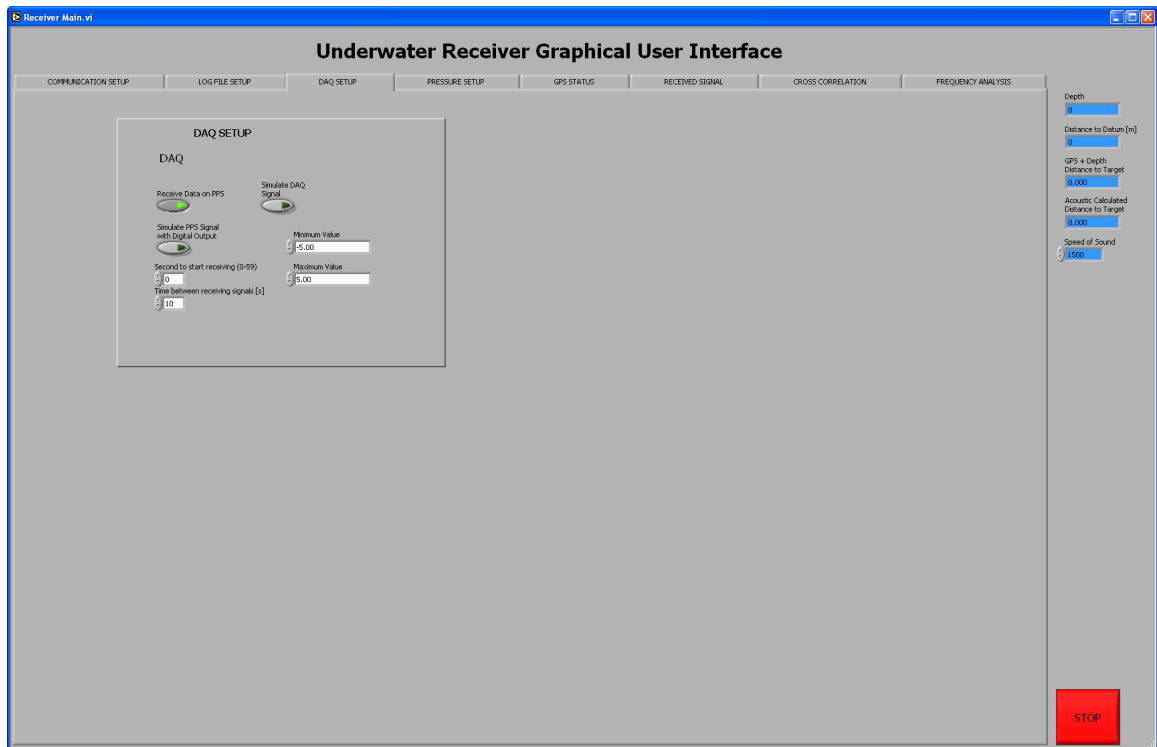 Receiver Main.vi
Underwater Receiver Graphical User Interface
COMMUNICATION SETUP
LOG FILE SETUP
DAQ SETUP
PRESSURE SETUP
GPS STATUS
RECEIVED SIGNAL
CROSS CORRELATION
FREQUENCY ANALYSIS
DAQ SETUP
DAQ
Receive Data on PPS
Simulate DAQ
Signal
Simulate PPS Signal
with Digital Output
Minimum Value
-5.00
Second to start receiving (0-59)
0
Maximum Value
5.00
Time between receiving signals [s]
10
Depth
0
Distance to Datum [m]
0
GPS + Depth
Distance to Target
0.000
Acoustic Calculated
Distance to Target
0.000
Speed of Sound
1500
STOP